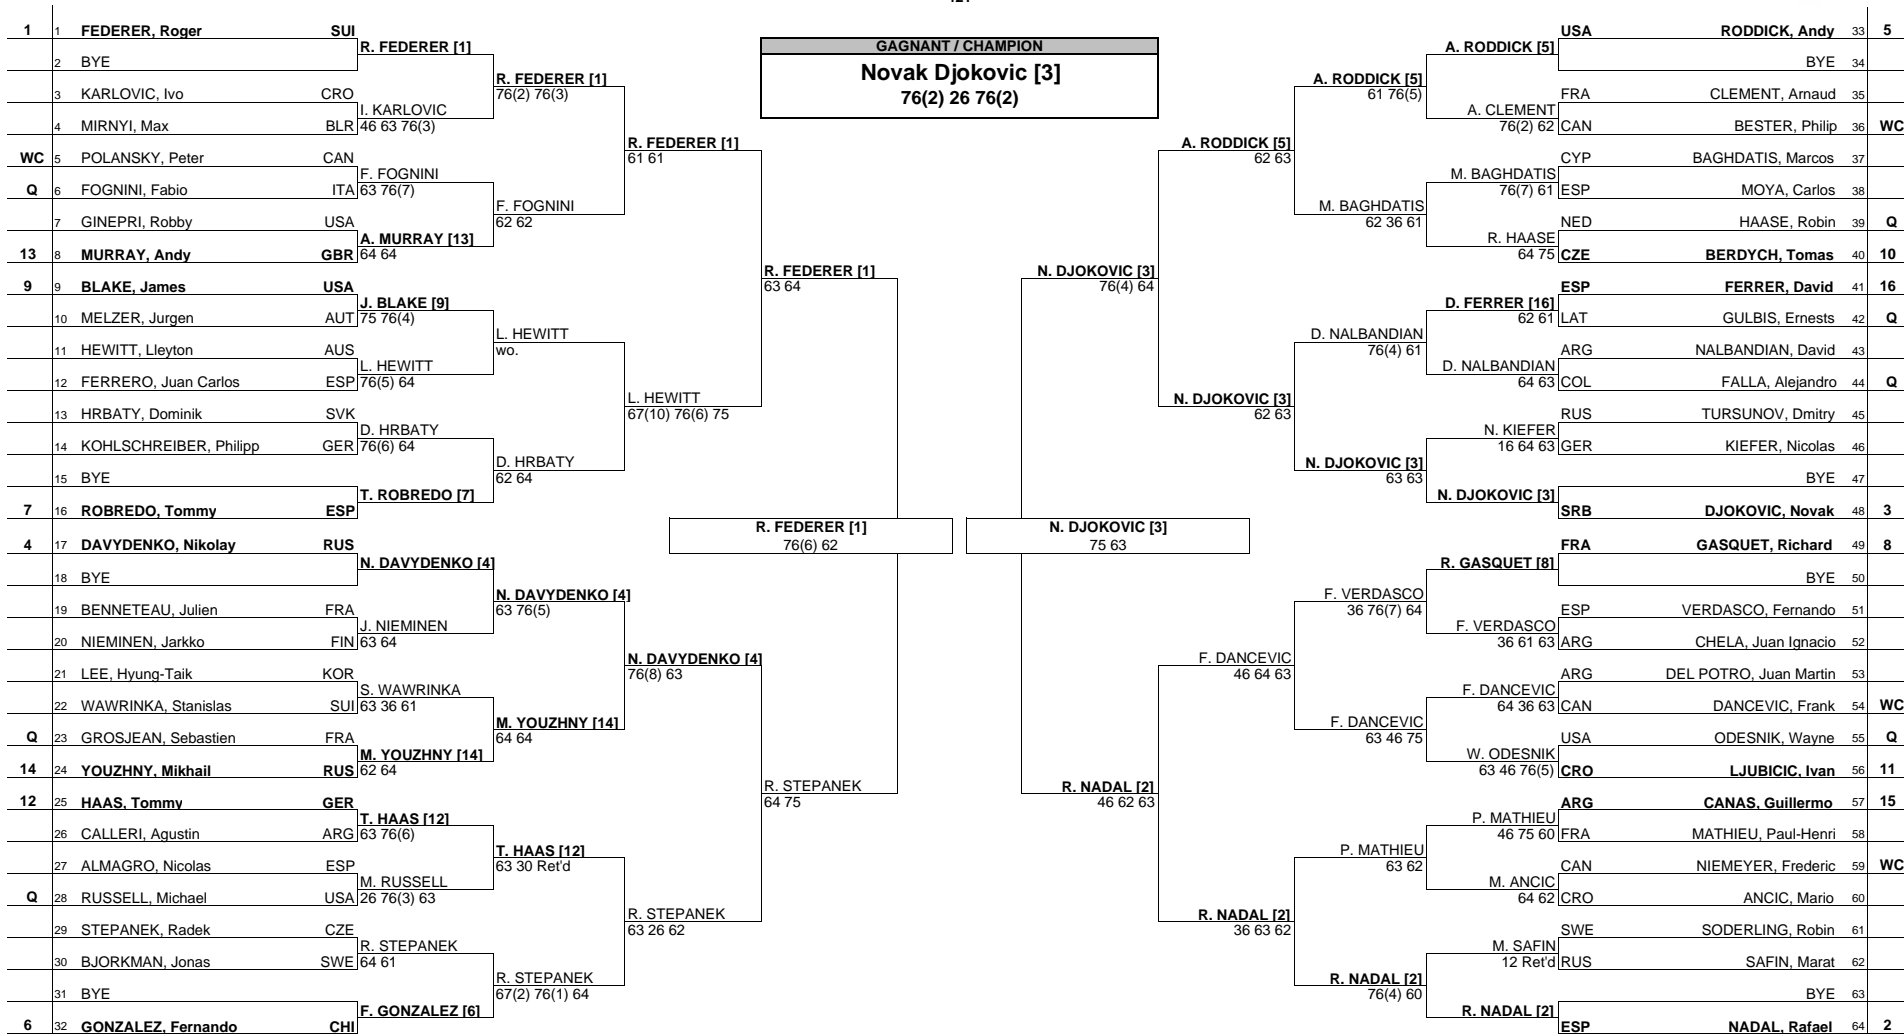 GAGNANT / CHAMPION
Novak Djokovic [3]
76(2) 26 76(2)
1 1 FEDERER, Roger SUI
R. FEDERER [1]
2 BYE
R. FEDERER [1]
76(2) 76(3)
3 KARLOVIC, Ivo CRO
I. KARLOVIC
4 MIRNYI, Max BLR 46 63 76(3)
R. FEDERER [1]
61 61
WC 5 POLANSKY, Peter CAN
F. FOGNINI
Q 6 FOGNINI, Fabio ITA 63 76(7)
F. FOGNINI
62 62
7 GINEPRI, Robby USA
A. MURRAY [13]
13 8 MURRAY, Andy GBR 64 64
R. FEDERER [1]
63 64
9 9 BLAKE, James USA
J. BLAKE [9]
10 MELZER, Jurgen AUT 75 76(4)
L. HEWITT
wo.
11 HEWITT, Lleyton AUS
L. HEWITT
12 FERRERO, Juan Carlos ESP 76(5) 64
L. HEWITT
67(10) 76(6) 75
13 HRBATY, Dominik SVK
D. HRBATY
14 KOHLSCHREIBER, Philipp GER 76(6) 64
D. HRBATY
62 64
15 BYE
T. ROBREDO [7]
7 16 ROBREDO, Tommy ESP
R. FEDERER [1]
76(6) 62
4 17 DAVYDENKO, Nikolay RUS
N. DAVYDENKO [4]
18 BYE
N. DAVYDENKO [4]
63 76(5)
19 BENNETEAU, Julien FRA
J. NIEMINEN
20 NIEMINEN, Jarkko FIN 63 64
N. DAVYDENKO [4]
76(8) 63
21 LEE, Hyung-Taik KOR
S. WAWRINKA
22 WAWRINKA, Stanislas SUI 63 36 61
M. YOUZHNY [14]
64 64
Q 23 GROSJEAN, Sebastien FRA
M. YOUZHNY [14]
14 24 YOUZHNY, Mikhail RUS 62 64
R. STEPANEK
64 75
12 25 HAAS, Tommy GER
T. HAAS [12]
26 CALLERI, Agustin ARG 63 76(6)
T. HAAS [12]
63 30 Ret'd
27 ALMAGRO, Nicolas ESP
M. RUSSELL
Q 28 RUSSELL, Michael USA 26 76(3) 63
R. STEPANEK
63 26 62
29 STEPANEK, Radek CZE
R. STEPANEK
30 BJORKMAN, Jonas SWE 64 61
R. STEPANEK
67(2) 76(1) 64
31 BYE
F. GONZALEZ [6]
6 32 GONZALEZ, Fernando CHI
USA RODDICK, Andy 33 5
A. RODDICK [5]
BYE 34
A. RODDICK [5]
61 76(5)
FRA CLEMENT, Arnaud 35
A. CLEMENT
76(2) 62 CAN BESTER, Philip 36 WC
A. RODDICK [5]
62 63
CYP BAGHDATIS, Marcos 37
M. BAGHDATIS
76(7) 61 ESP MOYA, Carlos 38
M. BAGHDATIS
62 36 61
NED HAASE, Robin 39 Q
R. HAASE
64 75 CZE BERDYCH, Tomas 40 10
N. DJOKOVIC [3]
76(4) 64
ESP FERRER, David 41 16
D. FERRER [16]
62 61 LAT GULBIS, Ernests 42 Q
D. NALBANDIAN
76(4) 61
ARG NALBANDIAN, David 43
D. NALBANDIAN
64 63 COL FALLA, Alejandro 44 Q
N. DJOKOVIC [3]
62 63
RUS TURSUNOV, Dmitry 45
N. KIEFER
16 64 63 GER KIEFER, Nicolas 46
N. DJOKOVIC [3]
63 63
BYE 47
N. DJOKOVIC [3]
SRB DJOKOVIC, Novak 48 3
N. DJOKOVIC [3]
75 63
FRA GASQUET, Richard 49 8
R. GASQUET [8]
BYE 50
F. VERDASCO
36 76(7) 64
ESP VERDASCO, Fernando 51
F. VERDASCO
36 61 63 ARG CHELA, Juan Ignacio 52
F. DANCEVIC
46 64 63
ARG DEL POTRO, Juan Martin 53
F. DANCEVIC
64 36 63 CAN DANCEVIC, Frank 54 WC
F. DANCEVIC
63 46 75
USA ODESNIK, Wayne 55 Q
W. ODESNIK
63 46 76(5) CRO LJUBICIC, Ivan 56 11
R. NADAL [2]
46 62 63
ARG CANAS, Guillermo 57 15
P. MATHIEU
46 75 60 FRA MATHIEU, Paul-Henri 58
P. MATHIEU
63 62
CAN NIEMEYER, Frederic 59 WC
M. ANCIC
64 62 CRO ANCIC, Mario 60
R. NADAL [2]
36 63 62
SWE SODERLING, Robin 61
M. SAFIN
12 Ret'd RUS SAFIN, Marat 62
R. NADAL [2]
76(4) 60
BYE 63
R. NADAL [2]
ESP NADAL, Rafael 64 2